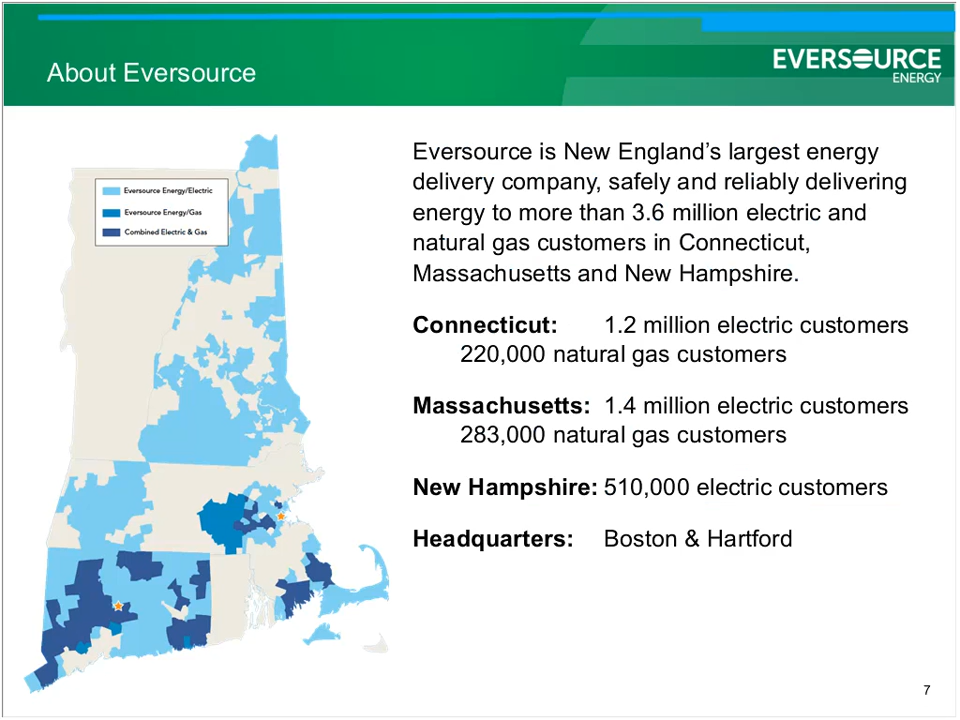 About Eversource
EVERSOURCE
ENERGY
Eversource Energy/Electric
Eversource Energy/Gas
Combined Electric & Gas
Eversource is New England’s largest energy
delivery company, safely and reliably delivering
energy to more than 3.6 million electric and
natural gas customers in Connecticut,
Massachusetts and New Hampshire.
Connecticut: 1.2 million electric customers
220,000 natural gas customers
Massachusetts: 1.4 million electric customers
283,000 natural gas customers
New Hampshire: 510,000 electric customers
Headquarters: Boston & Hartford
7